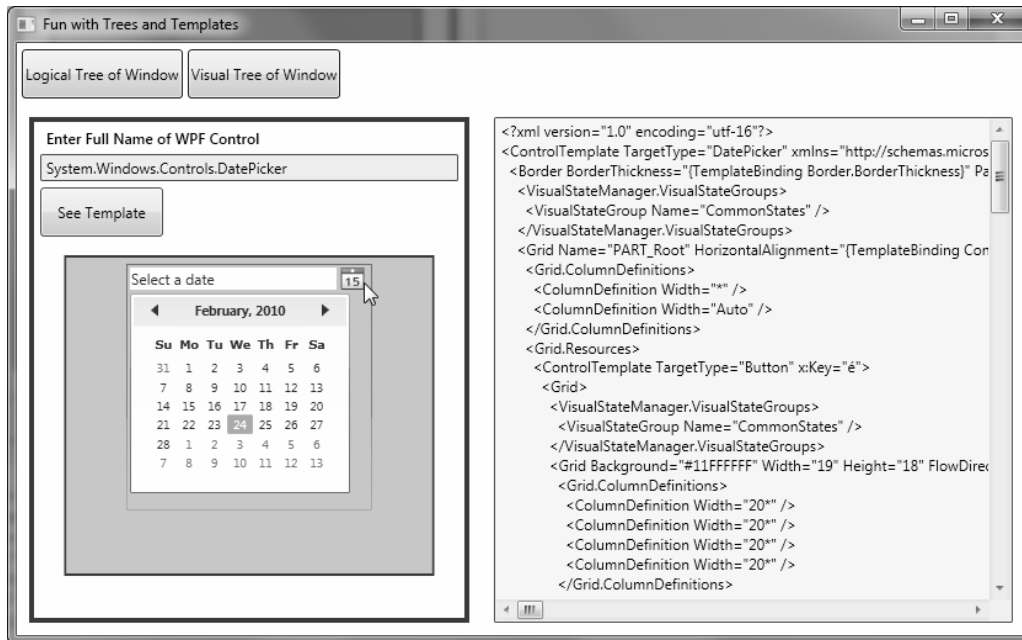 Fun with Trees and Templates
Logical Tree of Window Visual Tree of Window
Enter Full Name of WPF Control
System.Windows.Controls.DatePicker
See Template
Select a date 15
February, 2010
Su Mo Tu We Th Fr Sa
31 1 2 3 4 5 6
7 8 9 10 11 12 13
14 15 16 17 18 19 20
21 22 23 24 25 26 27
28 1 2 3 4 5 6
7 8 9 10 11 12 13
<?xml version="1.0" encoding="utf-16"?>
<ControlTemplate TargetType="DatePicker" xmlns="http://schemas.micros
<Border BorderThickness="{TemplateBinding Border.BorderThickness}" Pa
<VisualStateManager.VisualStateGroups>
<VisualStateGroup Name="CommonStates" />
</VisualStateManager.VisualStateGroups>
<Grid Name="PART_Root" HorizontalAlignment="{TemplateBinding Con
<Grid.ColumnDefinitions>
<ColumnDefinition Width="*" />
<ColumnDefinition Width="Auto" />
</Grid.ColumnDefinitions>
<Grid.Resources>
<ControlTemplate TargetType="Button" x:Key="é">
<Grid>
<VisualStateManager.VisualStateGroups>
<VisualStateGroup Name="CommonStates" />
</VisualStateManager.VisualStateGroups>
<Grid Background="#11FFFFFF" Width="19" Height="18" FlowDirec
<Grid.ColumnDefinitions>
<ColumnDefinition Width="20*" />
<ColumnDefinition Width="20*" />
<ColumnDefinition Width="20*" />
<ColumnDefinition Width="20*" />
</Grid.ColumnDefinitions>